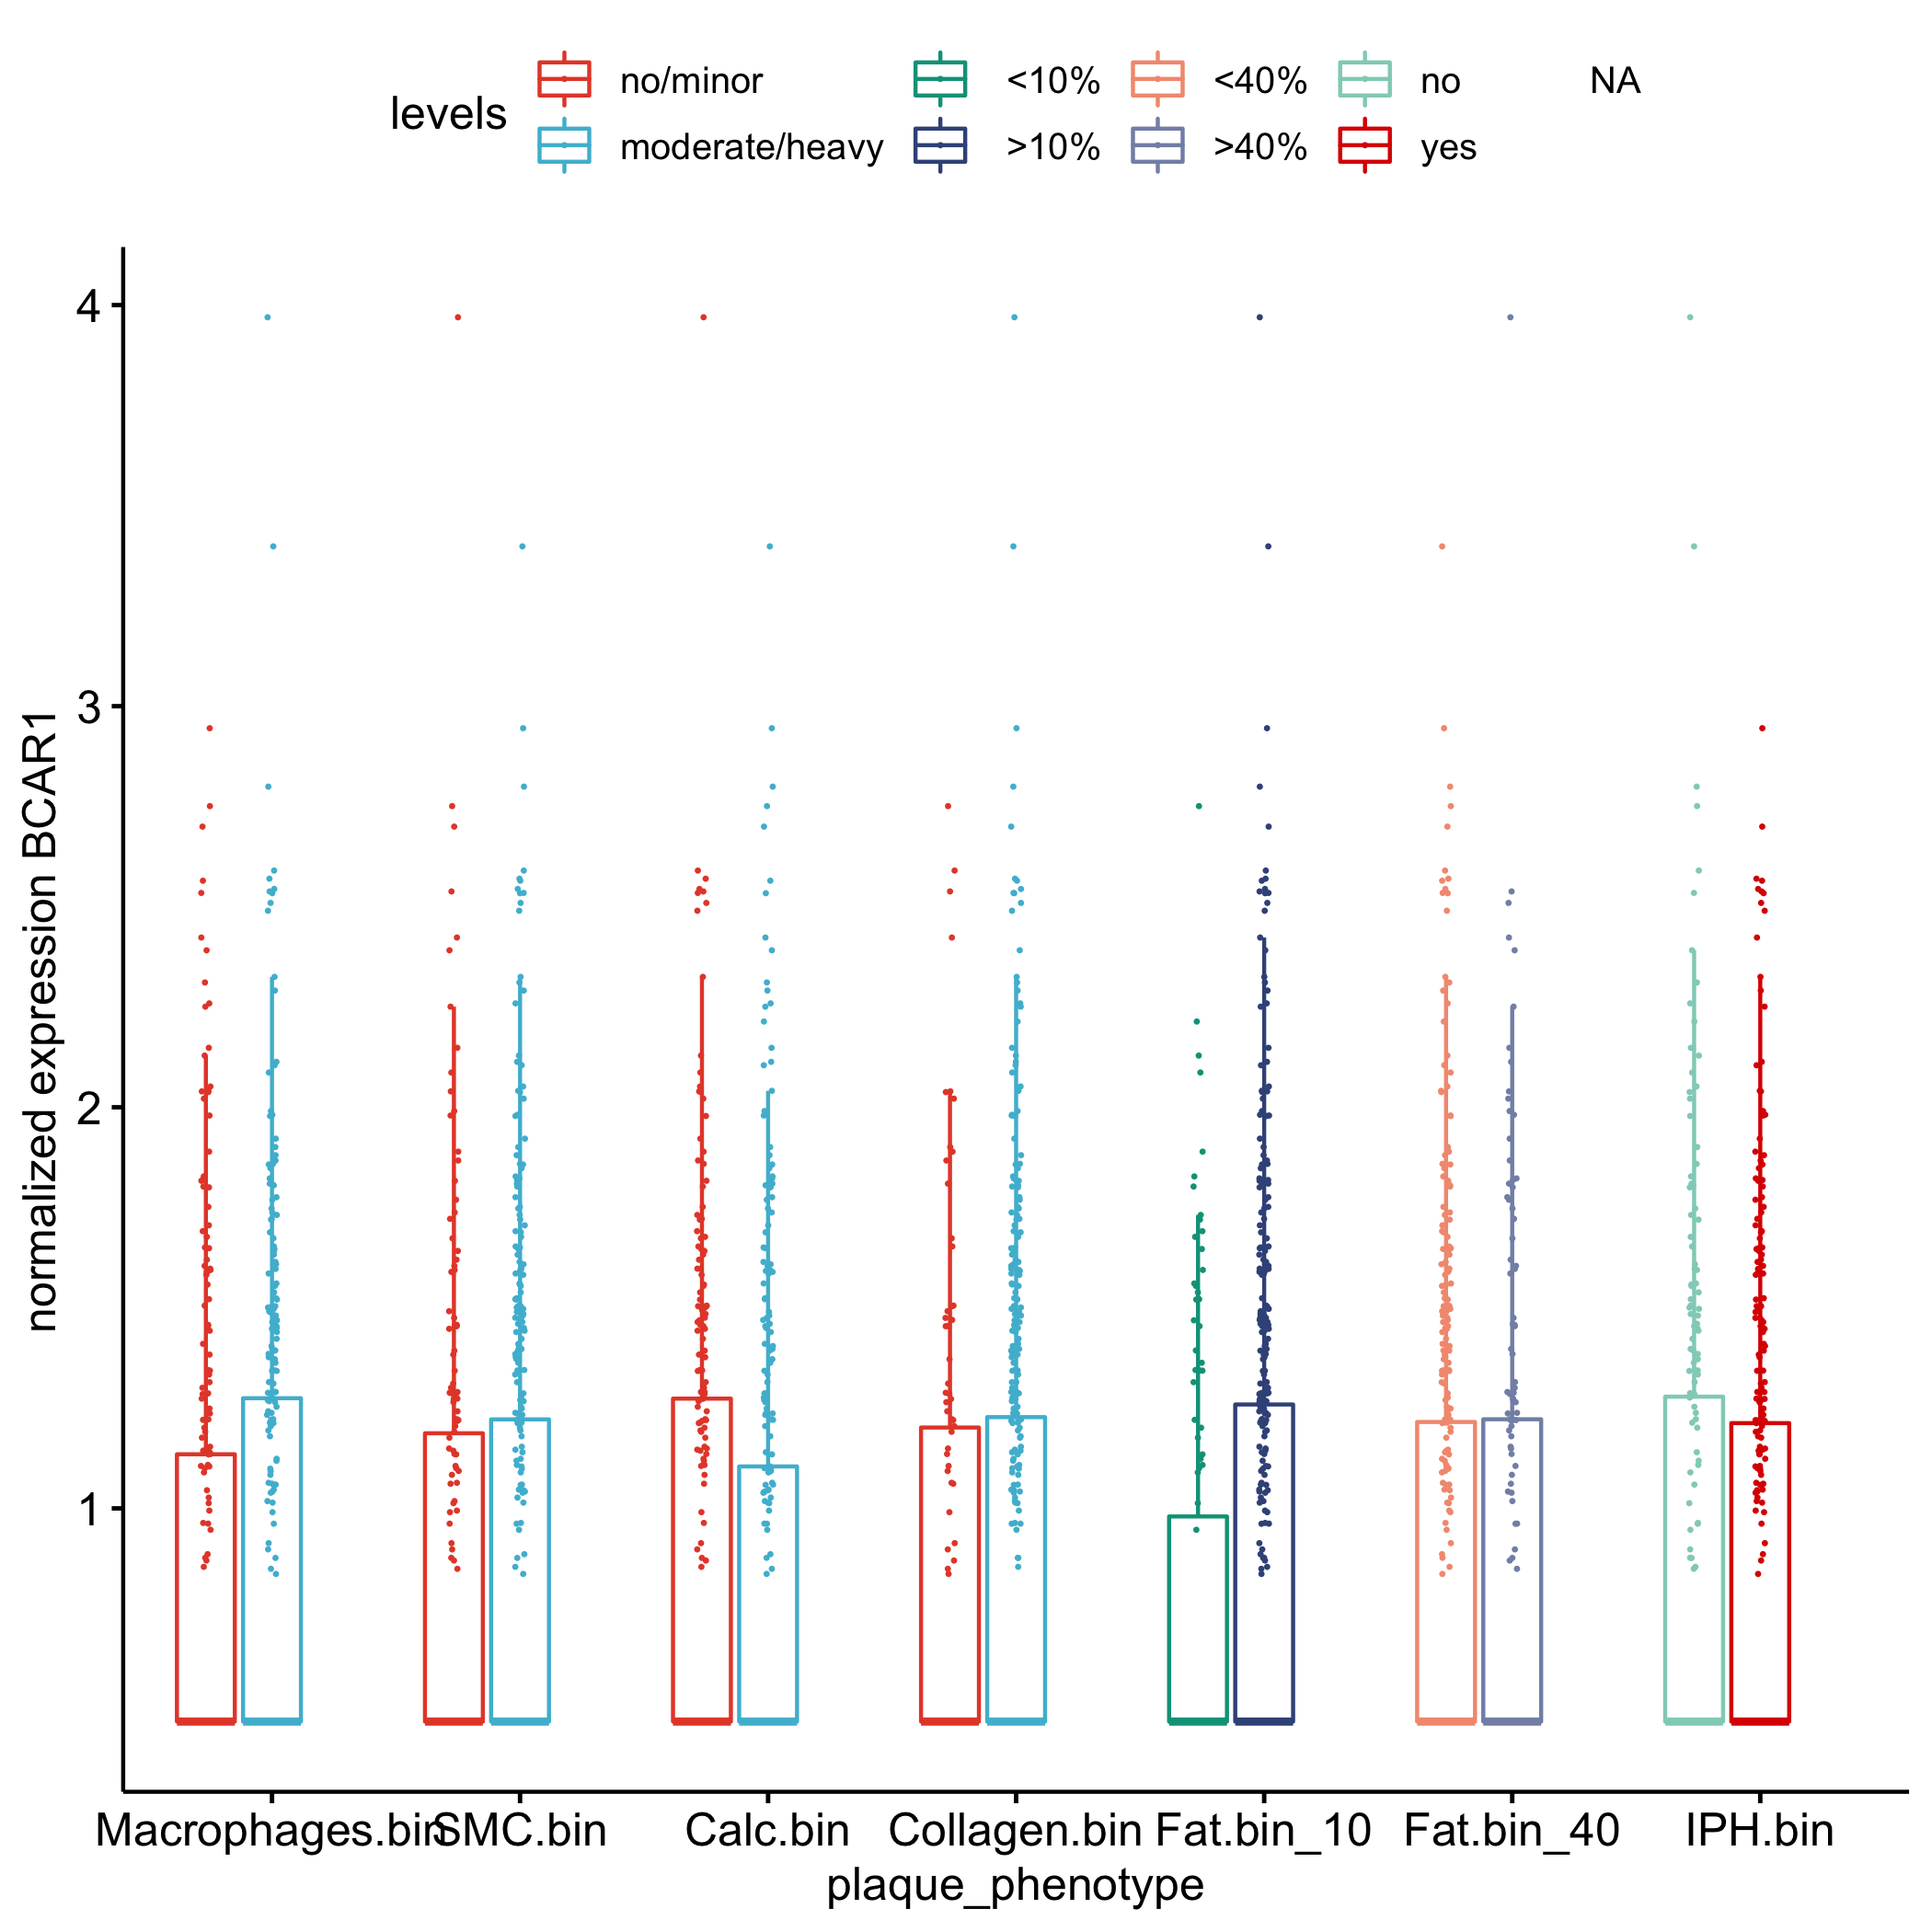 levels
no/minor <10% <40% no NA
moderate/heavy >10% >40% yes
normalized expression BCAR1
4
3
2
1
Macrophages.bin SMC.bin Calc.bin Collagen.bin Fat.bin_10 Fat.bin_40 IPH.bin
plaque_phenotype